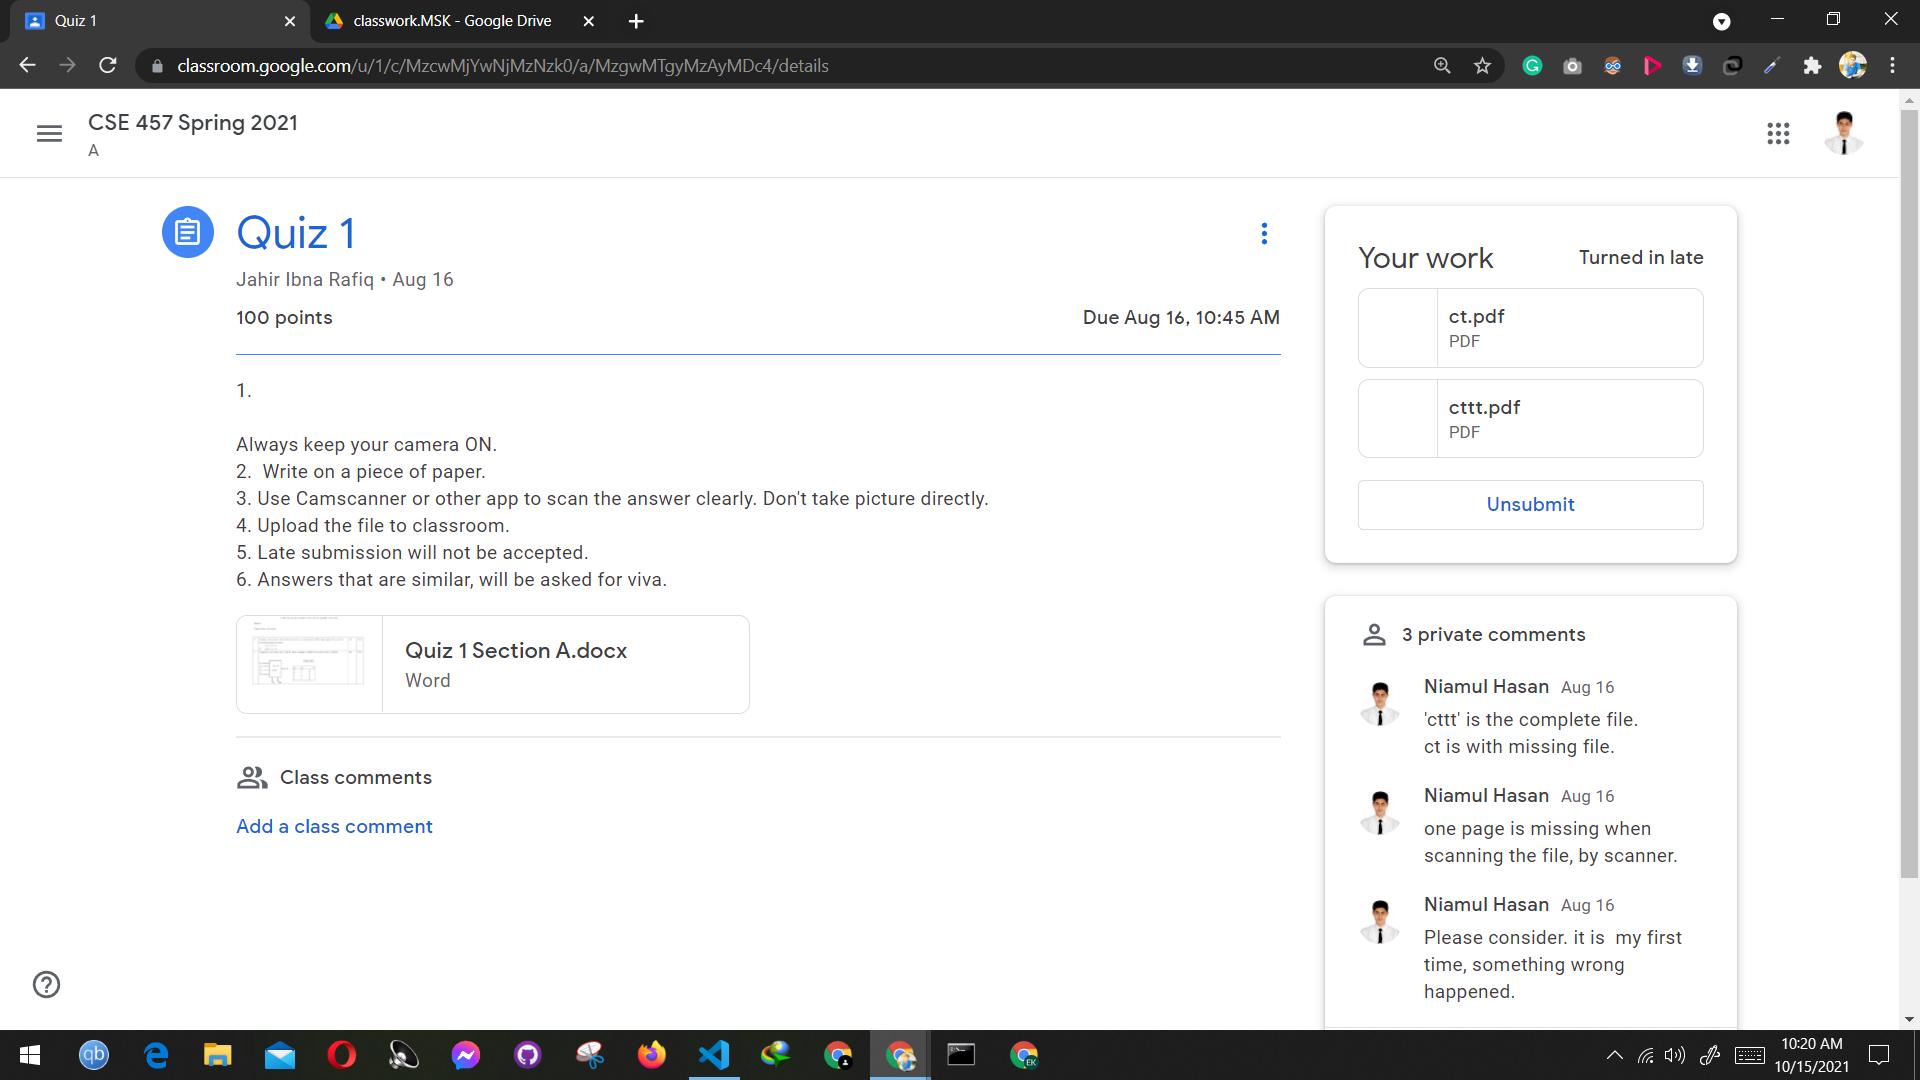 Quiz 1
classwork.MSK - Google Drive
classroom.google.com/u/1/c/MzcwMjYwNjMzNzk0/a/MzgwMTgyMzAyMDc4/details
CSE 457 Spring 2021
A
Quiz 1
Jahir Ibna Rafiq • Aug 16
100 points
Due Aug 16, 10:45 AM
1.
Always keep your camera ON.
2. Write on a piece of paper.
3. Use Camscanner or other app to scan the answer clearly. Don't take picture directly.
4. Upload the file to classroom.
5. Late submission will not be accepted.
6. Answers that are similar, will be asked for viva.
Quiz 1 Section A.docx
Word
Class comments
Add a class comment
Your work
Turned in late
ct.pdf
PDF
cttt.pdf
PDF
Unsubmit
3 private comments
Niamul Hasan Aug 16
'cttt' is the complete file.
ct is with missing file.
Niamul Hasan Aug 16
one page is missing when
scanning the file, by scanner.
Niamul Hasan Aug 16
Please consider. it is my first
time, something wrong
happened.
qb
EK
10:20 AM
10/15/2021